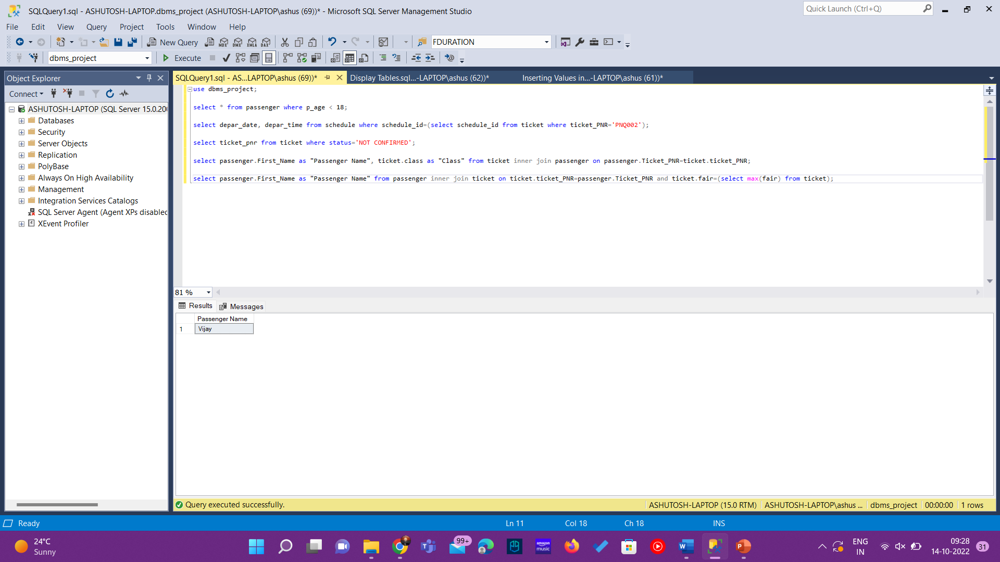 SQLQuery1.sql - ASHUTOSH-LAPTOP.dbms_project (ASHUTOSH-LAPTOP\ashus (69))* - Microsoft SQL Server Management Studio
Quick Launch (Ctrl+Q)
File Edit View Query Project Tools Window Help
New Query MDX DMX XMLA DAX FDURATION
dbms_project Execute
Object Explorer
SQLQuery1.sql - AS...LAPTOP\ashus (69))* Display Tables.sql...-LAPTOP\ashus (62))* Inserting Values in...-LAPTOP\ashus (61))*
Connect
ASHUTOSH-LAPTOP (SQL Server 15.0.200
Databases
Security
Server Objects
Replication
PolyBase
Always On High Availability
Management
Integration Services Catalogs
SQL Server Agent (Agent XPs disabled
XEvent Profiler
use dbms_project;
select * from passenger where p_age < 18;
select depar_date, depar_time from schedule where schedule_id=(select schedule_id from ticket where ticket_PNR='PNQ002');
select ticket_pnr from ticket where status='NOT CONFIRMED';
select passenger.First_Name as "Passenger Name", ticket.class as "Class" from ticket inner join passenger on passenger.Ticket_PNR=ticket.ticket_PNR;
select passenger.First_Name as "Passenger Name" from passenger inner join ticket on ticket.ticket_PNR=passenger.Ticket_PNR and ticket.fair=(select max(fair) from ticket);
81 %
Results Messages
Passenger Name
1 Vijay
Query executed successfully. ASHUTOSH-LAPTOP (15.0 RTM) ASHUTOSH-LAPTOP\ashus ... dbms_project 00:00:00 1 rows
Ready Ln 11 Col 18 Ch 18 INS
24°C
Sunny
99+
amazon music
ENG
IN
09:28
14-10-2022
31